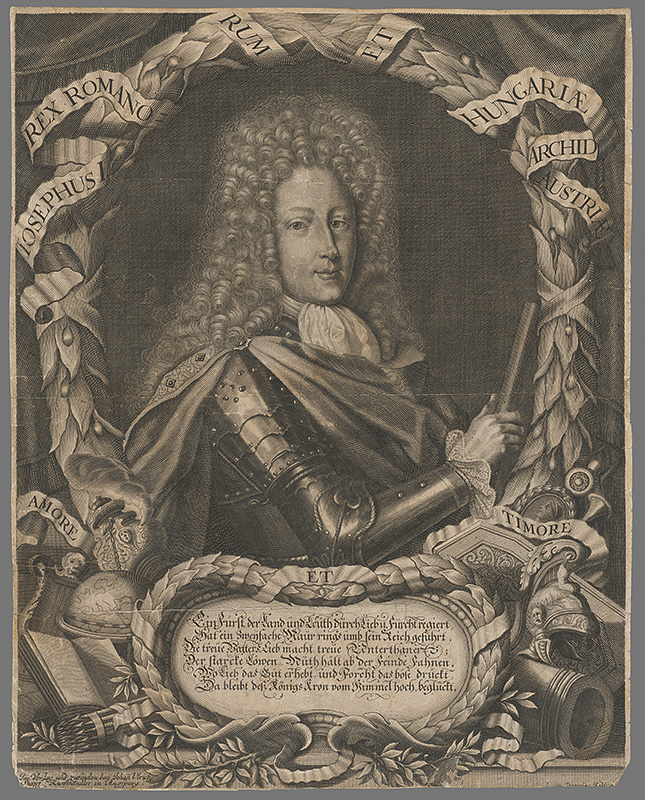 IOSEPHUS I
REX ROMANO
RUM
ET
HUNGARIÆ
ARCHID
AUSTRIÆ
AMORE
ET
TIMORE
Ein Fürst der Land und Leüth durch Lieb u. Furcht regiert,
Hat ein zweyfache Maur rings umb sein Reich geführt.
Die treue Vatters Lieb macht treue Unterthanen;
Der starcke Löwen Muth hält ab der Feinde Fahnen.
Wo Lieb das Gut erhebt, und Forcht das böse drückt
Da bleibt deß Königs Kron vom Himmel hoch beglückt.